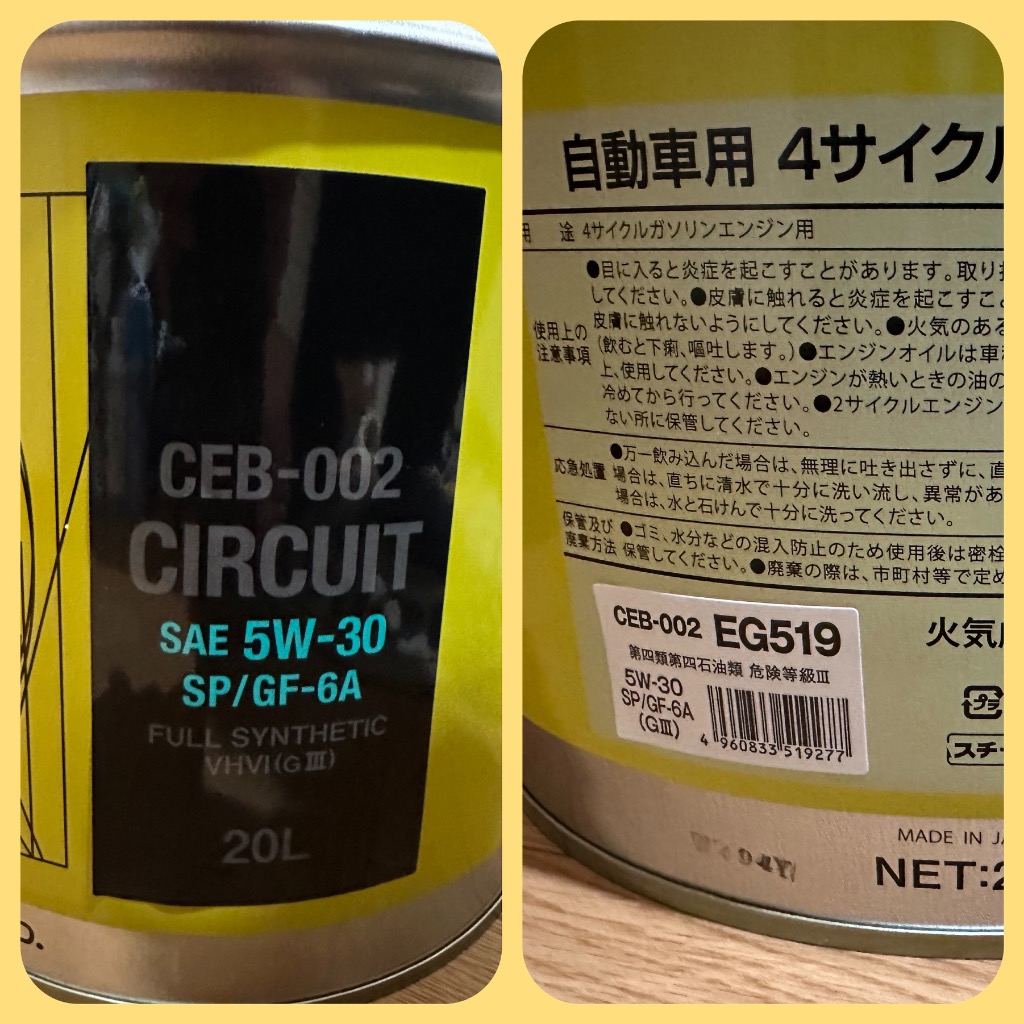 CEB-002
CIRCUIT
SAE 5W-30
SP/GF-6A
FULL SYNTHETIC
VHVI(GⅢ)
20L
D.
自動車用 4サイクル
用 途 4サイクルガソリンエンジン用
使用上の
注意事項
●目に入ると炎症を起こすことがあります。取り
してください。●皮膚に触れると炎症を起こすこ
皮膚に触れないようにしてください。●火気のある
(飲むと下痢、嘔吐します。)●エンジンオイルは車
上、使用してください。●エンジンが熱いときの油の
冷めてから行ってください。●2サイクルエンジン
ない所に保管してください。
応急処置
●万一飲み込んだ場合は、無理に吐き出さずに、直
場合は、直ちに清水で十分に洗い流し、異常があ
場合は、水と石けんで十分に洗ってください。
保管及び
廃棄方法
●ゴミ、水分などの混入防止のため使用後は密栓
保管してください。●廃棄の際は、市町村等で定め
CEB-002 EG519
第四類第四石油類 危険等級Ⅲ
5W-30
SP/GF-6A
(GⅢ)
4 960833 519277
火気
プラ
スチー
MADE IN JA
NET:2